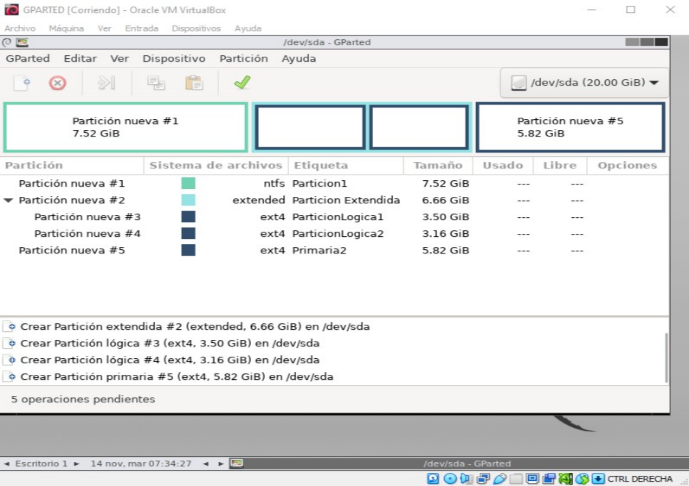 GPARTED [Corriendo] - Oracle VM VirtualBox
Archivo Máquina Ver Entrada Dispositivos Ayuda
/dev/sda - GParted
GParted Editar Ver Dispositivo Partición Ayuda
/dev/sda (20.00 GiB)
Partición nueva #1
7.52 GiB
Partición nueva #5
5.82 GiB
Partición Sistema de archivos Etiqueta Tamaño Usado Libre Opciones
Partición nueva #1 ntfs Particion1 7.52 GiB --- ---
Partición nueva #2 extended Particion Extendida 6.66 GiB --- ---
Partición nueva #3 ext4 ParticionLogica1 3.50 GiB --- ---
Partición nueva #4 ext4 ParticionLogica2 3.16 GiB --- ---
Partición nueva #5 ext4 Primaria2 5.82 GiB --- ---
Crear Partición extendida #2 (extended, 6.66 GiB) en /dev/sda
Crear Partición lógica #3 (ext4, 3.50 GiB) en /dev/sda
Crear Partición lógica #4 (ext4, 3.16 GiB) en /dev/sda
Crear Partición primaria #5 (ext4, 5.82 GiB) en /dev/sda
5 operaciones pendientes
Escritorio 1 14 nov, mar 07:34:27 /dev/sda - GParted
CTRL DERECHA